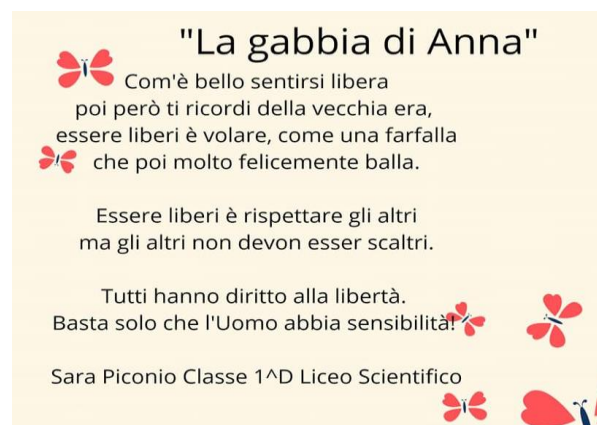 "La gabbia di Anna"
Com'è bello sentirsi libera
poi però ti ricordi della vecchia era,
essere liberi è volare, come una farfalla
che poi molto felicemente balla.
Essere liberi è rispettare gli altri
ma gli altri non devon esser scaltri.
Tutti hanno diritto alla libertà.
Basta solo che l'Uomo abbia sensibilità!
Sara Piconio Classe 1^D Liceo Scientifico